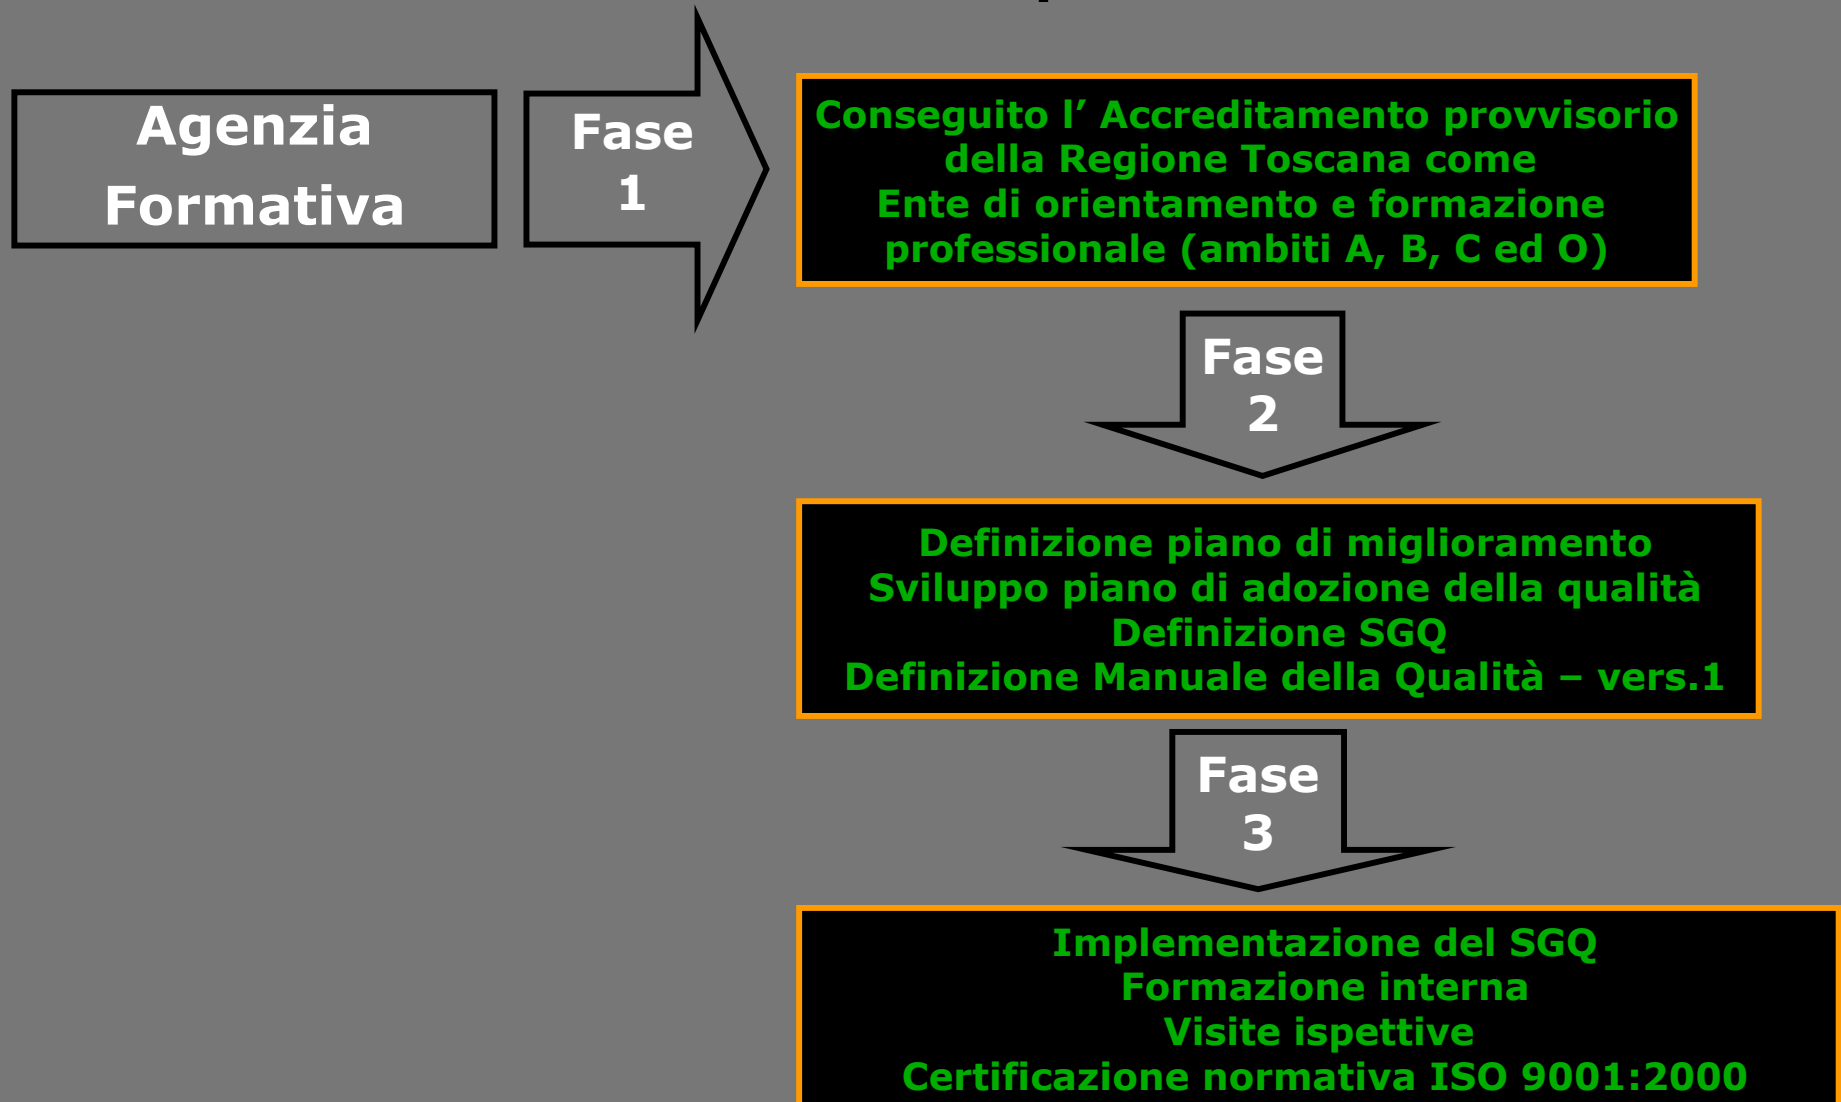 Agenzia
Formativa
Fase
1
Conseguito l’ Accreditamento provvisorio
della Regione Toscana come
Ente di orientamento e formazione
professionale (ambiti A, B, C ed O)
Fase
2
Definizione piano di miglioramento
Sviluppo piano di adozione della qualità
Definizione SGQ
Definizione Manuale della Qualità – vers.1
Fase
3
Implementazione del SGQ
Formazione interna
Visite ispettive
Certificazione normativa ISO 9001:2000